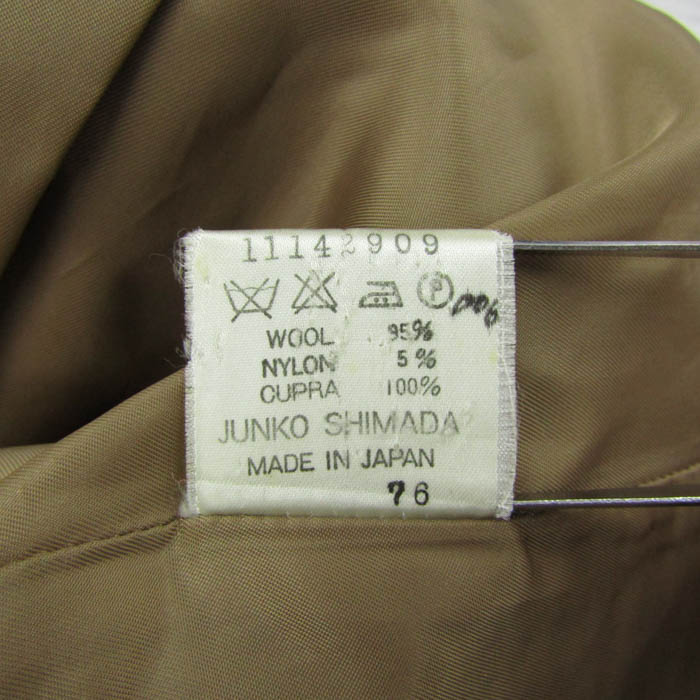 11142909
P
WOOL 95%
NYLON 5%
CUPRA 100%
JUNKO SHIMADA
MADE IN JAPAN
76